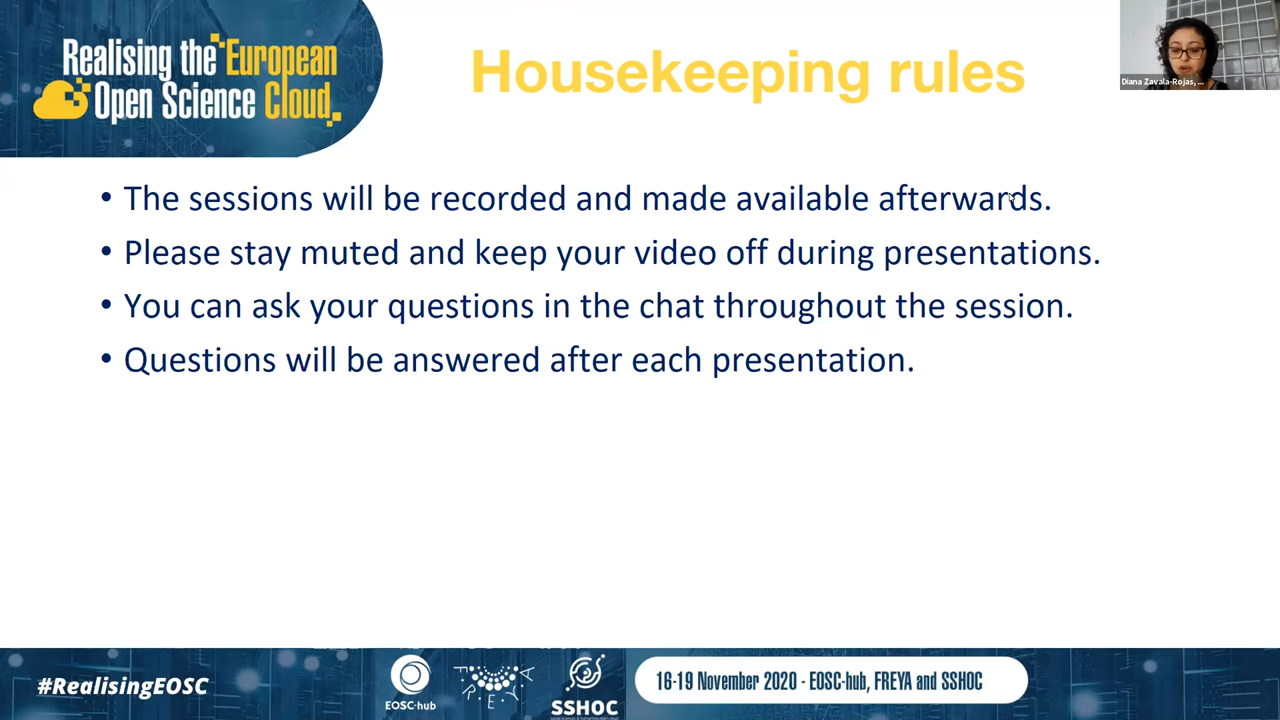 Realising the European
Open Science Cloud
Housekeeping rules
Diana Zavala-Rojas, ...
• The sessions will be recorded and made available afterwards.
• Please stay muted and keep your video off during presentations.
• You can ask your questions in the chat throughout the session.
• Questions will be answered after each presentation.
#RealisingEOSC
EOSC-hub
FREYA
SSHOC
16-19 November 2020 - EOSC-hub, FREYA and SSHOC